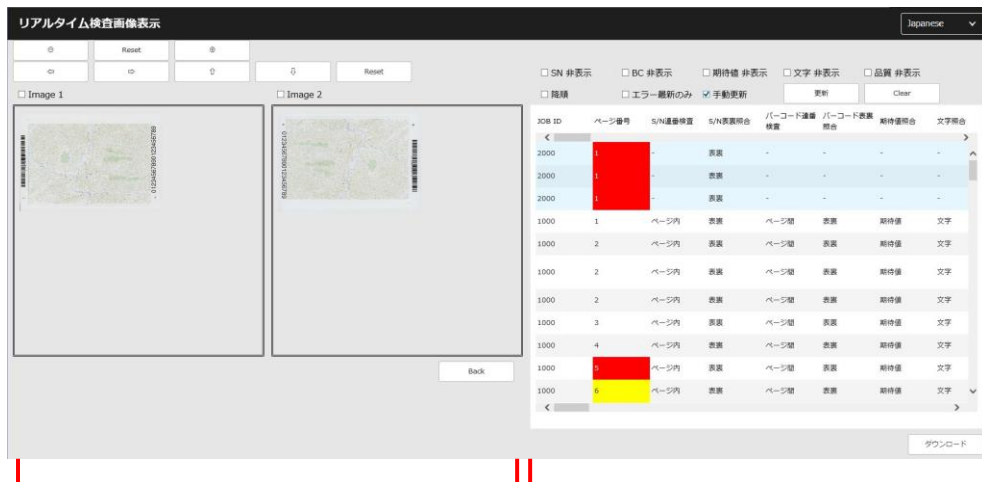 リアルタイム検査画像表示
Japanese
Reset
Reset
□ SN 非表示 □ BC 非表示 □ 期待値 非表示 □ 文字 非表示 □ 品質 非表示
□ 降順 □ エラー最新のみ ☑ 手動更新 更新 Clear
□ Image 1 □ Image 2
JOB ID ページ番号 S/N連番検査 S/N表裏照合 バーコード連番検査 バーコード表裏照合 期待値照合 文字照合
2000 1 - 表裏 - - - -
2000 1 - 表裏 - - - -
2000 1 - 表裏 - - - -
1000 1 ページ内 表裏 ページ間 表裏 期待値 文字
1000 2 ページ内 表裏 ページ間 表裏 期待値 文字
1000 2 ページ内 表裏 ページ間 表裏 期待値 文字
1000 2 ページ内 表裏 ページ間 表裏 期待値 文字
1000 3 ページ内 表裏 ページ間 表裏 期待値 文字
1000 4 ページ内 表裏 ページ間 表裏 期待値 文字
1000 5 ページ内 表裏 ページ間 表裏 期待値 文字
1000 6 ページ内 表裏 ページ間 表裏 期待値 文字
01234567890123456789
01234567890123456789
Back
ダウンロード